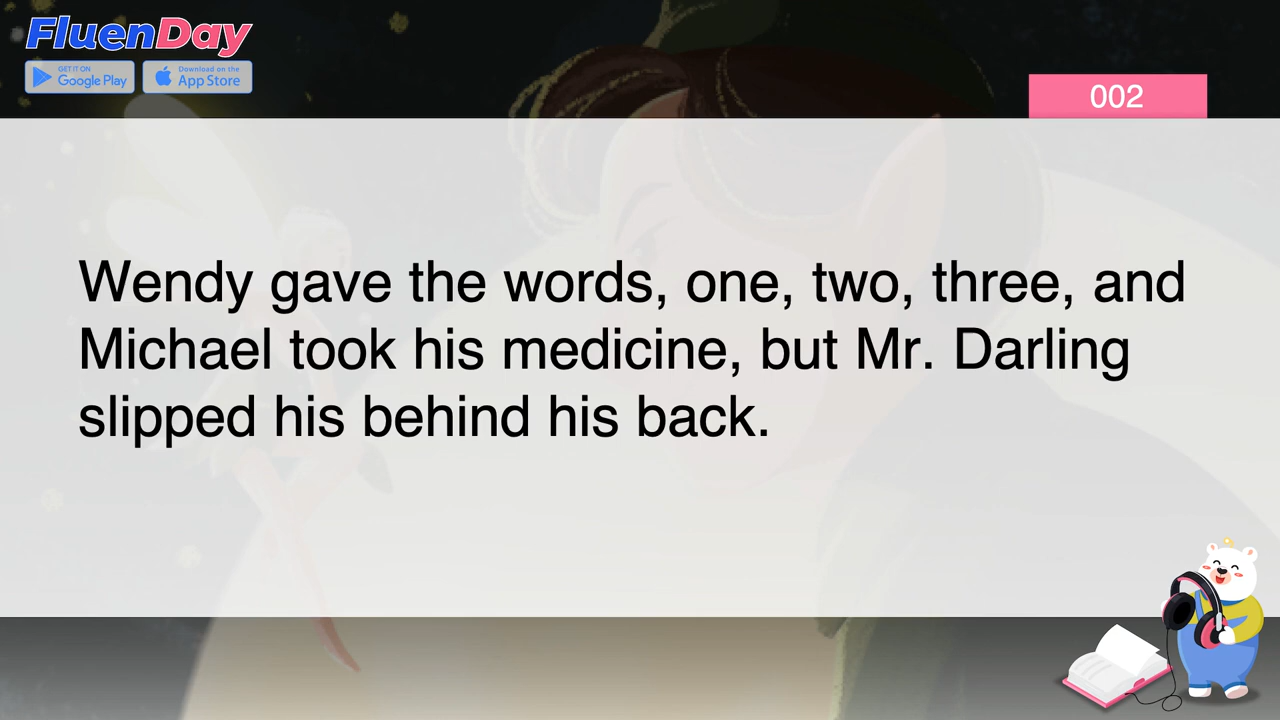 FluenDay
GET IT ON
Google Play
Download on the
App Store
002
Wendy gave the words, one, two, three, and
Michael took his medicine, but Mr. Darling
slipped his behind his back.